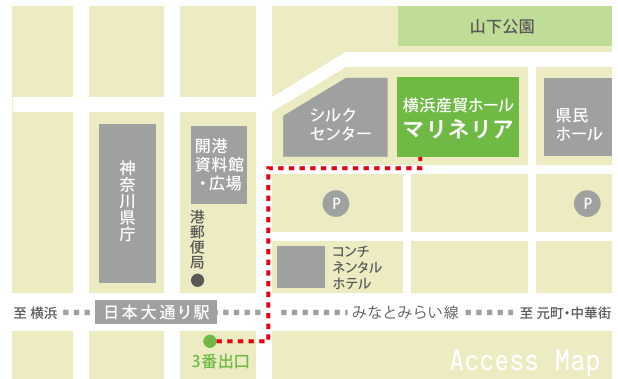 山下公園
シルク
センター
横浜産貿ホール
マリネリア
県民
ホール
神奈川県庁
開港
資料館
・広場
P
P
港郵便局
コンチ
ネンタル
ホテル
至 横浜
日本大通り駅
みなとみらい線
至 元町・中華街
3番出口
Access Map